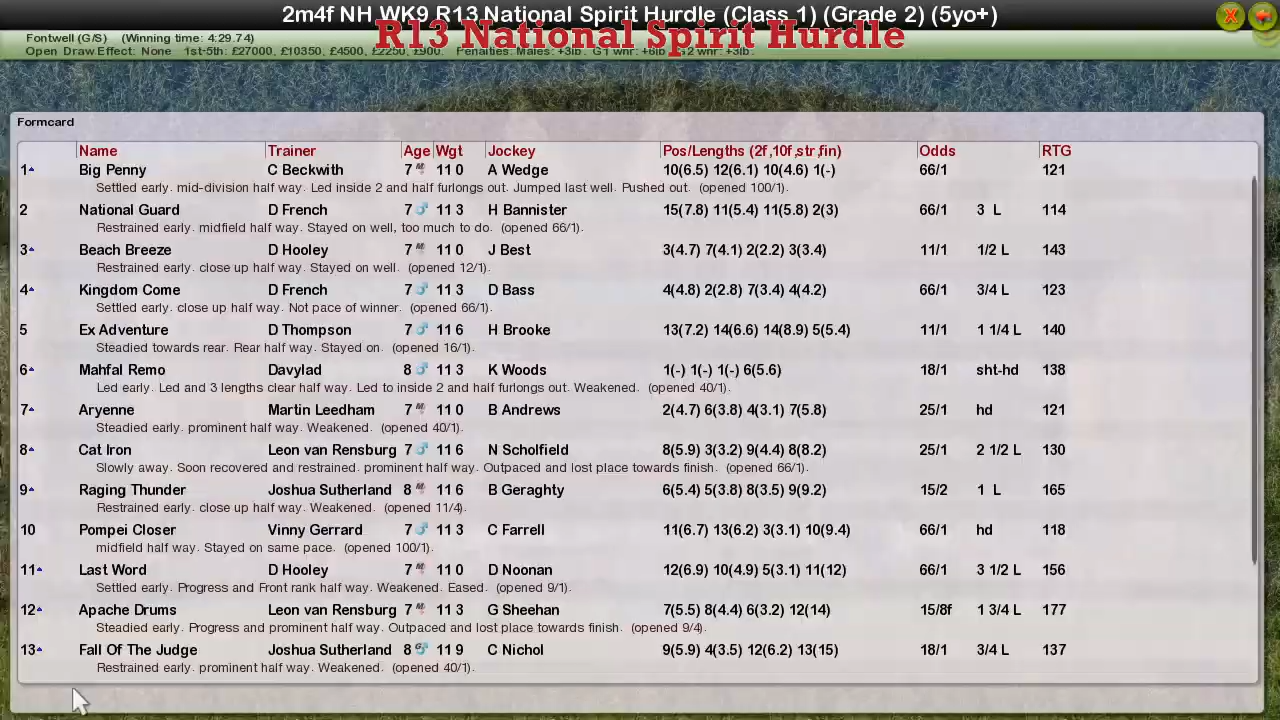 2m4f NH WK9 R13 National Spirit Hurdle (Class 1) (Grade 2) (5yo+)
R13 National Spirit Hurdle
Fontwell (G/S) (Winning time: 4:29.74)
Open Draw Effect: None 1st-5th: £27000, £10350, £4500, £2250, £900. Penalties: Males: +3lb. G1 wnr: +6lb +2 wnr: +3lb.
Formcard
Name Trainer Age Wgt Jockey Pos/Lengths (2f,10f,str,fin) Odds RTG
1 Big Penny C Beckwith 7 11 0 A Wedge 10(6.5) 12(6.1) 10(4.6) 1(-) 66/1 121
Settled early. mid-division half way. Led inside 2 and half furlongs out. Jumped last well. Pushed out. (opened 100/1).
2 National Guard D French 7 11 3 H Bannister 15(7.8) 11(5.4) 11(5.8) 2(3) 66/1 3 L 114
Restrained early. midfield half way. Stayed on well, too much to do. (opened 66/1).
3 Beach Breeze D Hooley 7 11 0 J Best 3(4.7) 7(4.1) 2(2.2) 3(3.4) 11/1 1/2 L 143
Restrained early. close up half way. Stayed on well. (opened 12/1).
4 Kingdom Come D French 7 11 3 D Bass 4(4.8) 2(2.8) 7(3.4) 4(4.2) 66/1 3/4 L 123
Settled early. close up half way. Not pace of winner. (opened 66/1).
5 Ex Adventure D Thompson 7 11 6 H Brooke 13(7.2) 14(6.6) 14(8.9) 5(5.4) 11/1 1 1/4 L 140
Steadied towards rear. Rear half way. Stayed on. (opened 16/1).
6 Mahfal Remo Davylad 8 11 3 K Woods 1(-) 1(-) 1(-) 6(5.6) 18/1 sht-hd 138
Led early. Led and 3 lengths clear half way. Led to inside 2 and half furlongs out. Weakened. (opened 40/1).
7 Aryenne Martin Leedham 7 11 0 B Andrews 2(4.7) 6(3.8) 4(3.1) 7(5.8) 25/1 hd 121
Steadied early. prominent half way. Weakened. (opened 40/1).
8 Cat Iron Leon van Rensburg 7 11 6 N Scholfield 8(5.9) 3(3.2) 9(4.4) 8(8.2) 25/1 2 1/2 L 130
Slowly away. Soon recovered and restrained. prominent half way. Outpaced and lost place towards finish. (opened 66/1).
9 Raging Thunder Joshua Sutherland 8 11 6 B Geraghty 6(5.4) 5(3.8) 8(3.5) 9(9.2) 15/2 1 L 165
Restrained early. close up half way. Weakened. (opened 11/4).
10 Pompei Closer Vinny Gerrard 7 11 3 C Farrell 11(6.7) 13(6.2) 3(3.1) 10(9.4) 66/1 hd 118
midfield half way. Stayed on same pace. (opened 100/1).
11 Last Word D Hooley 7 11 0 D Noonan 12(6.9) 10(4.9) 5(3.1) 11(12) 66/1 3 1/2 L 156
Settled early. Progress and Front rank half way. Weakened. Eased. (opened 9/1).
12 Apache Drums Leon van Rensburg 7 11 3 G Sheehan 7(5.5) 8(4.4) 6(3.2) 12(14) 15/8f 1 3/4 L 177
Steadied early. Progress and prominent half way. Outpaced and lost place towards finish. (opened 9/4).
13 Fall Of The Judge Joshua Sutherland 8 11 9 C Nichol 9(5.9) 4(3.5) 12(6.2) 13(15) 18/1 3/4 L 137
Restrained early. prominent half way. Weakened. (opened 40/1).